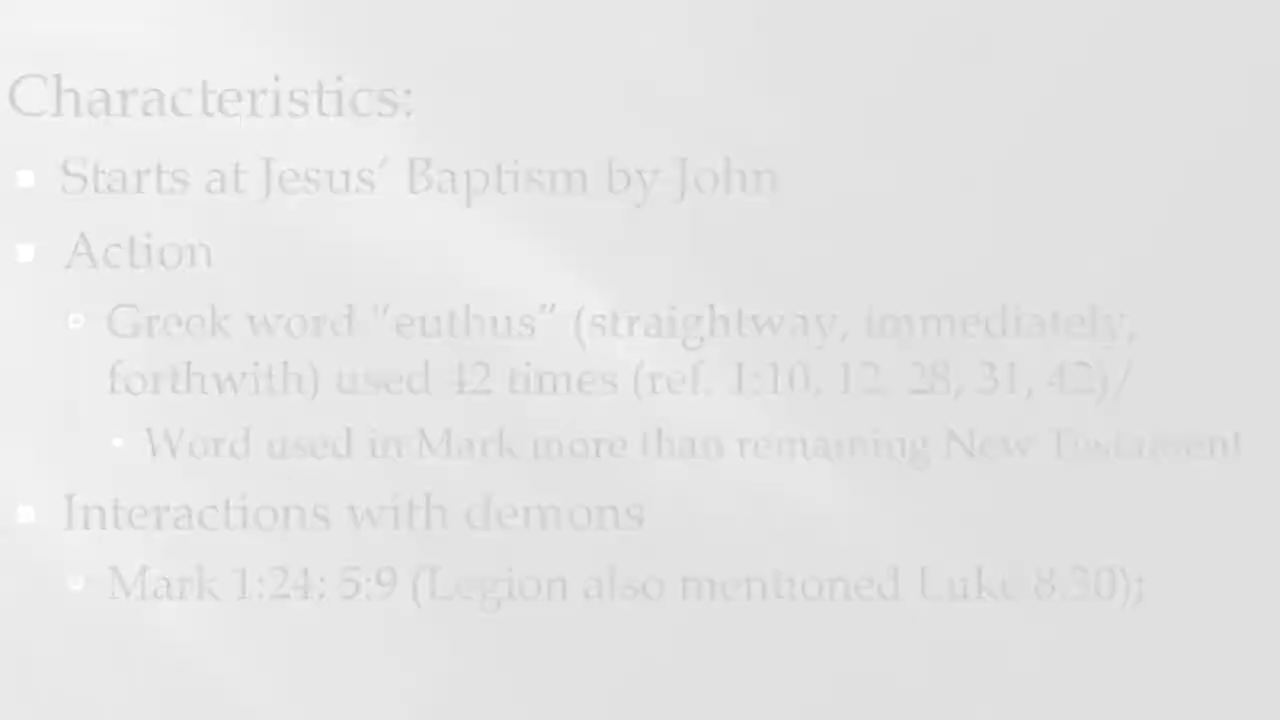 Characteristics:
Starts at Jesus' Baptism by John
Action
Greek word "euthus" (straightway, immediately,
forthwith) used 42 times (ref. 1:10, 12, 28, 31, 42)/
Word used in Mark more than remaining New Testament
Interactions with demons
Mark 1:24; 5:9 (Legion also mentioned Luke 8:30);